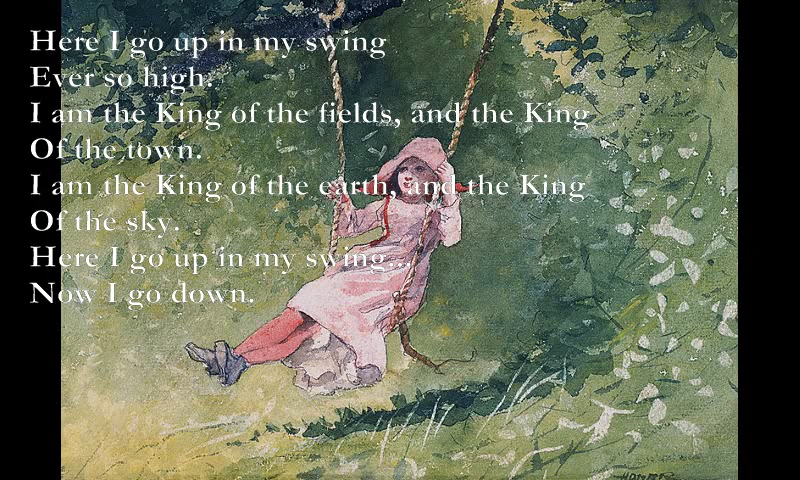 Here I go up in my swing
Ever so high.
I am the King of the fields, and the King
Of the town.
I am the King of the earth, and the King
Of the sky.
Here I go up in my swing...
Now I go down.
HOMER